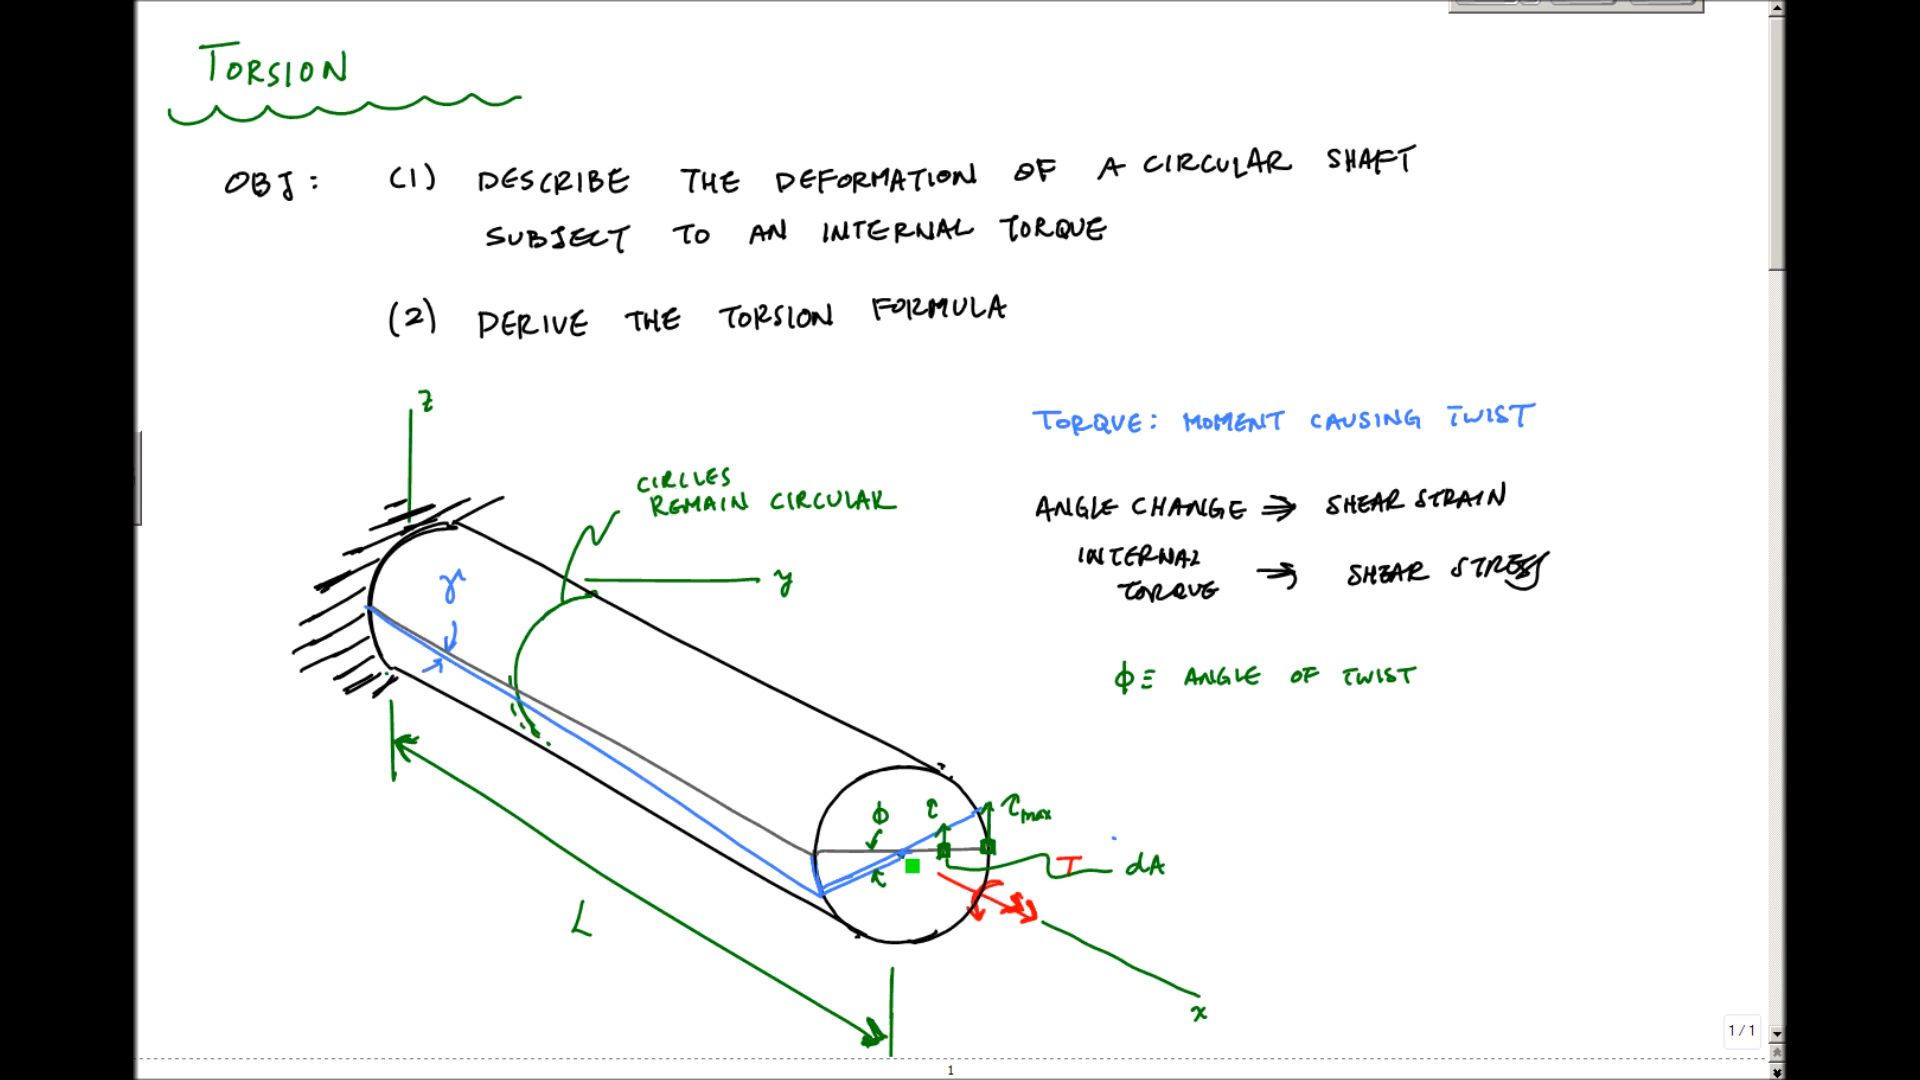 TORSION
OBJ: (1) DESCRIBE THE DEFORMATION OF A CIRCULAR SHAFT
SUBJECT TO AN INTERNAL TORQUE
(2) DERIVE THE TORSION FORMULA
z
TORQUE: MOMENT CAUSING TWIST
CIRCLES
REMAIN CIRCULAR
ANGLE CHANGE ⇒ SHEAR STRAIN
INTERNAL
TORQUE ⇒ SHEAR STRESS
γ
y
ϕ ≡ ANGLE OF TWIST
ϕ τ τmax
T dA
L
x
1/1
1